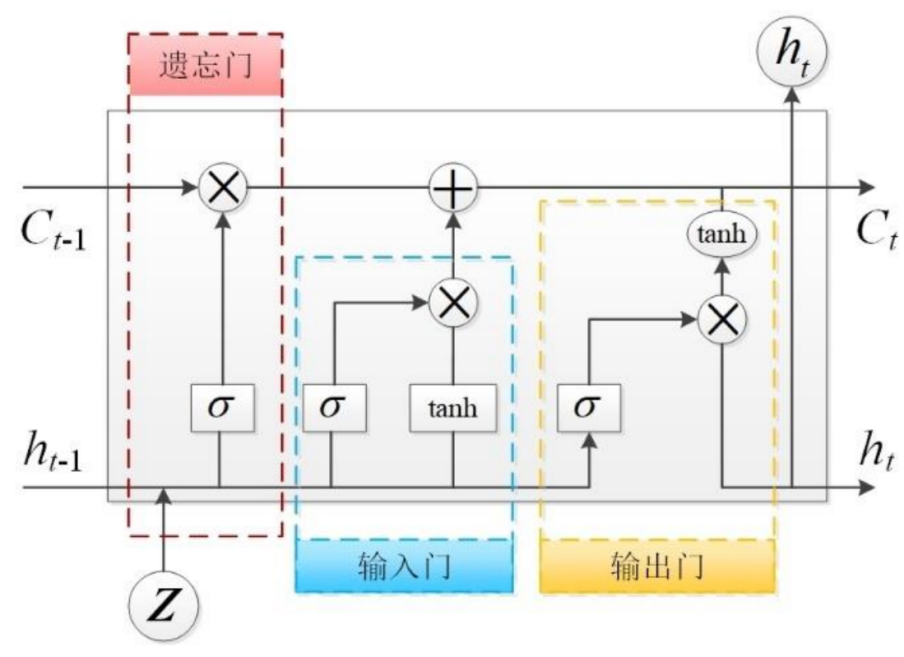 遗忘门
h_t
×
+
C_{t-1}
tanh
C_t
×
×
σ
σ
tanh
σ
h_{t-1}
h_t
输入门
输出门
Z